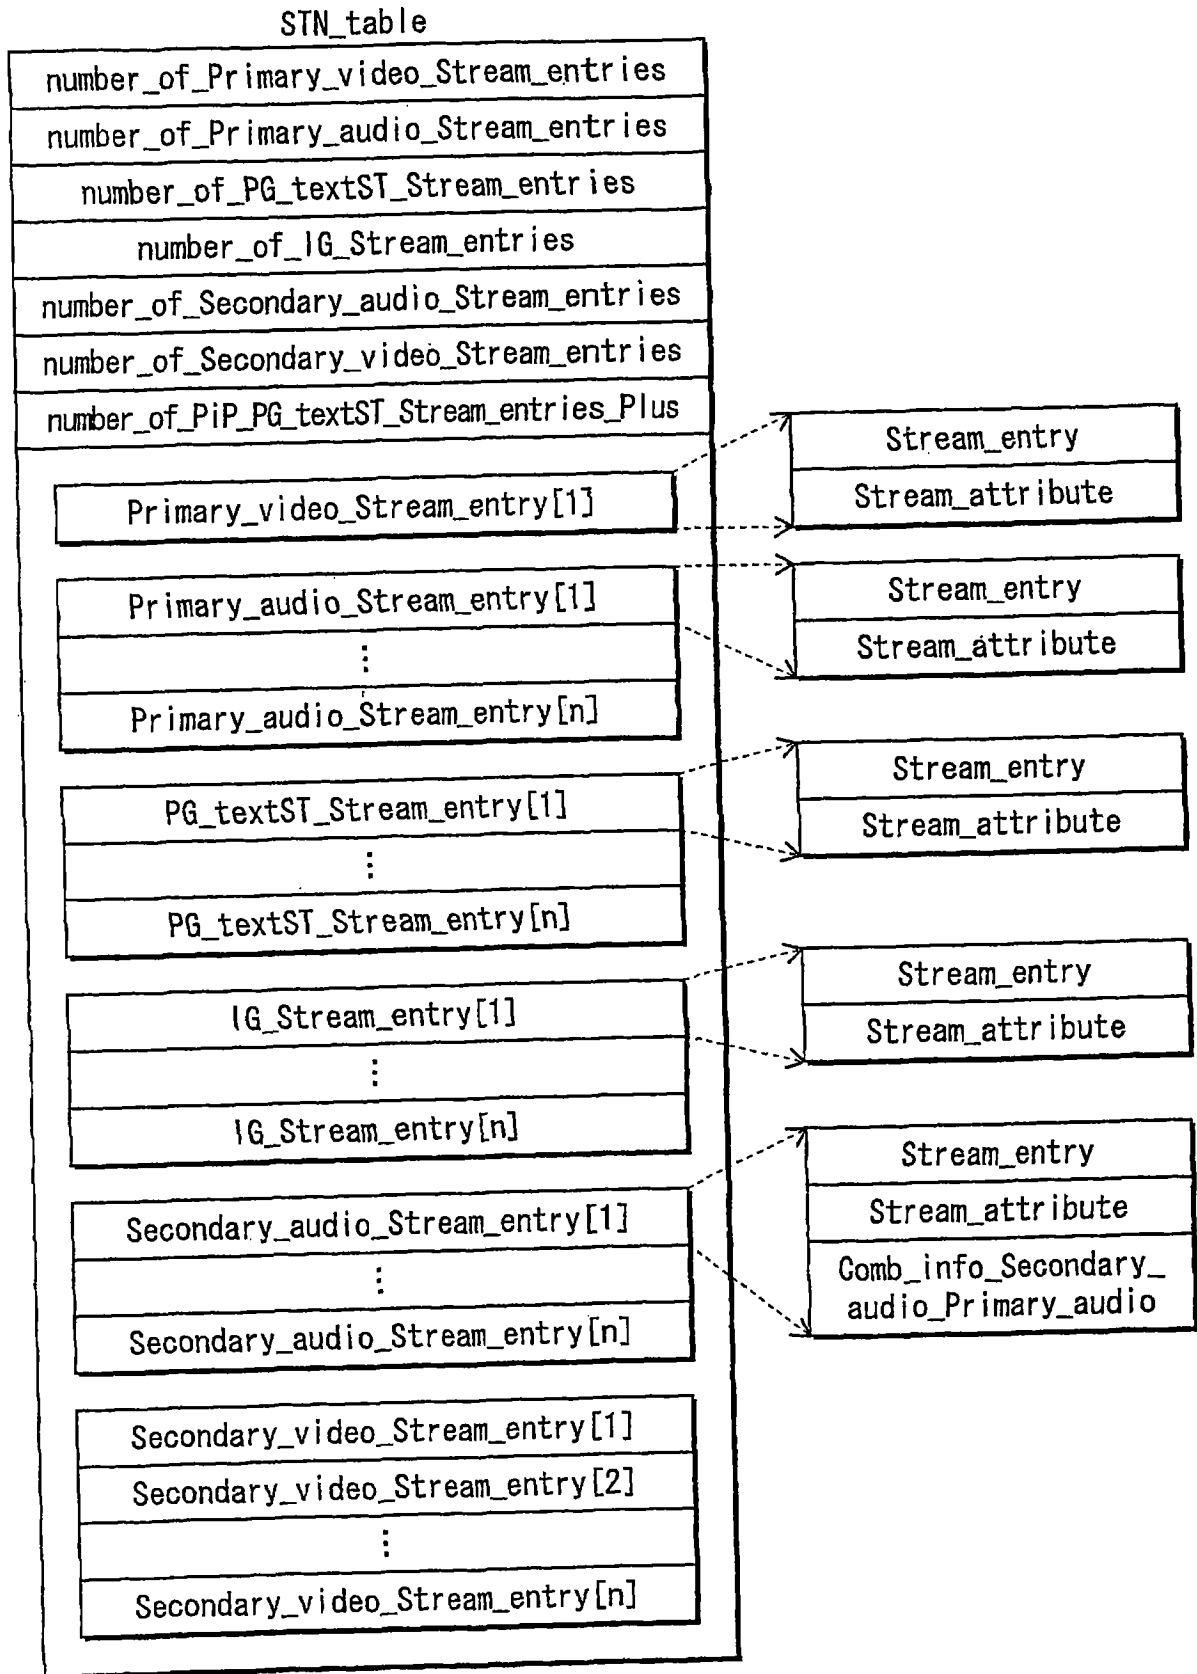 STN_table
number_of_Primary_video_Stream_entries
number_of_Primary_audio_Stream_entries
number_of_PG_textST_Stream_entries
number_of_IG_Stream_entries
number_of_Secondary_audio_Stream_entries
number_of_Secondary_video_Stream_entries
number_of_PiP_PG_textST_Stream_entries_Plus
Primary_video_Stream_entry[1]
Stream_entry
Stream_attribute
Primary_audio_Stream_entry[1]
⋮
Primary_audio_Stream_entry[n]
Stream_entry
Stream_attribute
PG_textST_Stream_entry[1]
⋮
PG_textST_Stream_entry[n]
Stream_entry
Stream_attribute
IG_Stream_entry[1]
⋮
IG_Stream_entry[n]
Stream_entry
Stream_attribute
Secondary_audio_Stream_entry[1]
⋮
Secondary_audio_Stream_entry[n]
Stream_entry
Stream_attribute
Comb_info_Secondary_
audio_Primary_audio
Secondary_video_Stream_entry[1]
Secondary_video_Stream_entry[2]
⋮
Secondary_video_Stream_entry[n]